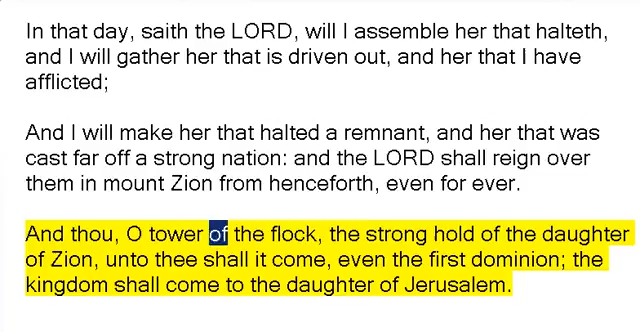 In that day, saith the LORD, will I assemble her that halteth,
and I will gather her that is driven out, and her that I have
afflicted;
And I will make her that halted a remnant, and her that was
cast far off a strong nation: and the LORD shall reign over
them in mount Zion from henceforth, even for ever.
And thou, O tower of the flock, the strong hold of the daughter
of Zion, unto thee shall it come, even the first dominion; the
kingdom shall come to the daughter of Jerusalem.